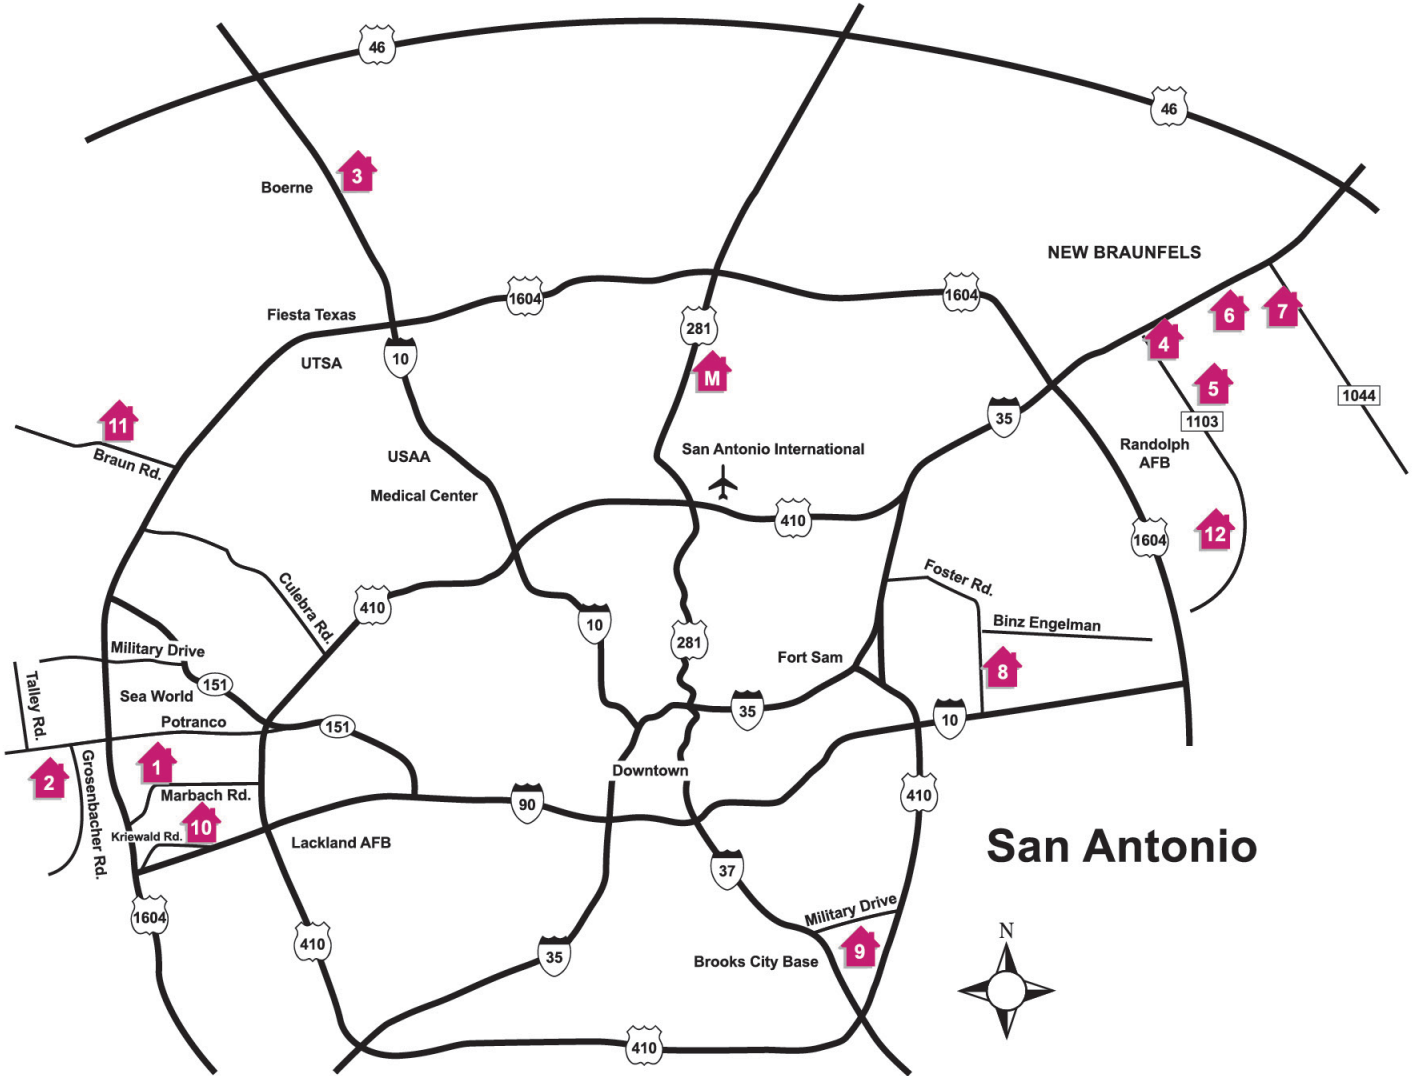 46
46
3
Boerne
NEW BRAUNFELS
1604
1604
Fiesta Texas
281
6
7
4
UTSA
10
M
5
1044
11
35
1103
Braun Rd.
USAA
San Antonio International
Randolph
AFB
Medical Center
410
12
1604
Culebra Rd.
410
Foster Rd.
10
Binz Engelman
281
Military Drive
Fort Sam
8
Talley Rd.
151
Sea World
35
10
Potranco
151
2
Grosenbacher Rd.
1
Downtown
Marbach Rd.
90
410
10
Kriewald Rd.
Lackland AFB
San Antonio
37
1604
Military Drive
410
35
9
Brooks City Base
N
410